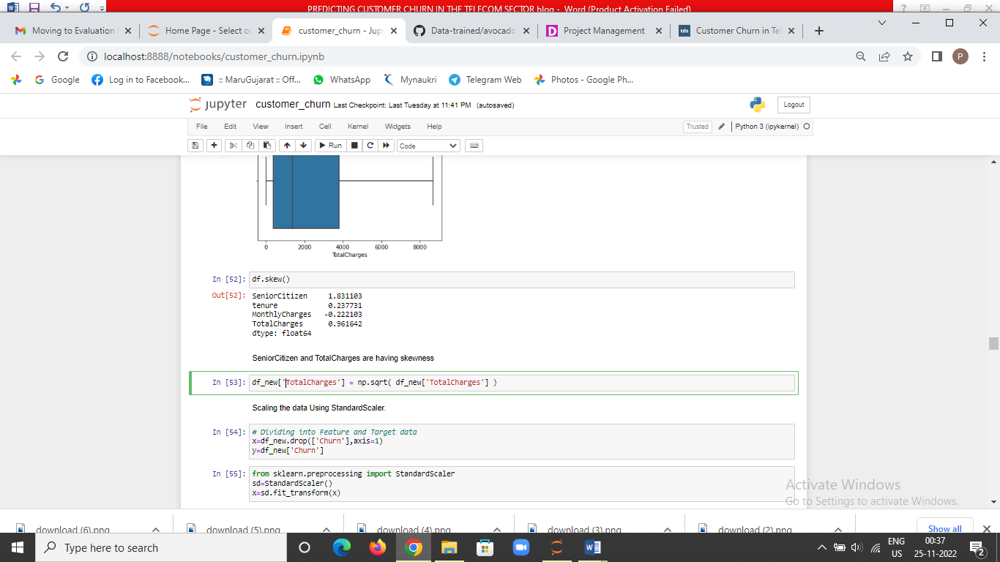 PREDICTING CUSTOMER CHURN IN THE TELECOM SECTOR blog - Word (Product Activation Failed)
Moving to Evaluation
Home Page - Select or
customer_churn - Jup
Data-trained/avocado
Project Management
tds Customer Churn in Tel
localhost:8888/notebooks/customer_churn.ipynb
P
Google
Log in to Facebook...
:: MaruGujarat :: Off...
WhatsApp
Mynaukri
Telegram Web
Photos - Google Ph...
jupyter customer_churn Last Checkpoint: Last Tuesday at 11:41 PM (autosaved)
Logout
File Edit View Insert Cell Kernel Widgets Help
Trusted
Python 3 (ipykernel)
Run
Code
0 2000 4000 6000 8000
TotalCharges
In [52]: df.skew()
Out[52]: SeniorCitizen 1.831103
tenure 0.237731
MonthlyCharges -0.222103
TotalCharges 0.961642
dtype: float64
SeniorCitizen and TotalCharges are having skewness
In [53]: df_new['TotalCharges'] = np.sqrt( df_new['TotalCharges'] )
Scaling the data Using StandardScaler.
In [54]: # Dividing into Feature and Target data
x=df_new.drop(['Churn'],axis=1)
y=df_new['Churn']
In [55]: from sklearn.preprocessing import StandardScaler
sd=StandardScaler()
x=sd.fit_transform(x)
Activate Windows
Go to Settings to activate Windows.
download (6).png
download (5).png
download (4).png
download (3).png
download (2).png
Show all
Type here to search
ENG
US
00:37
25-11-2022
2